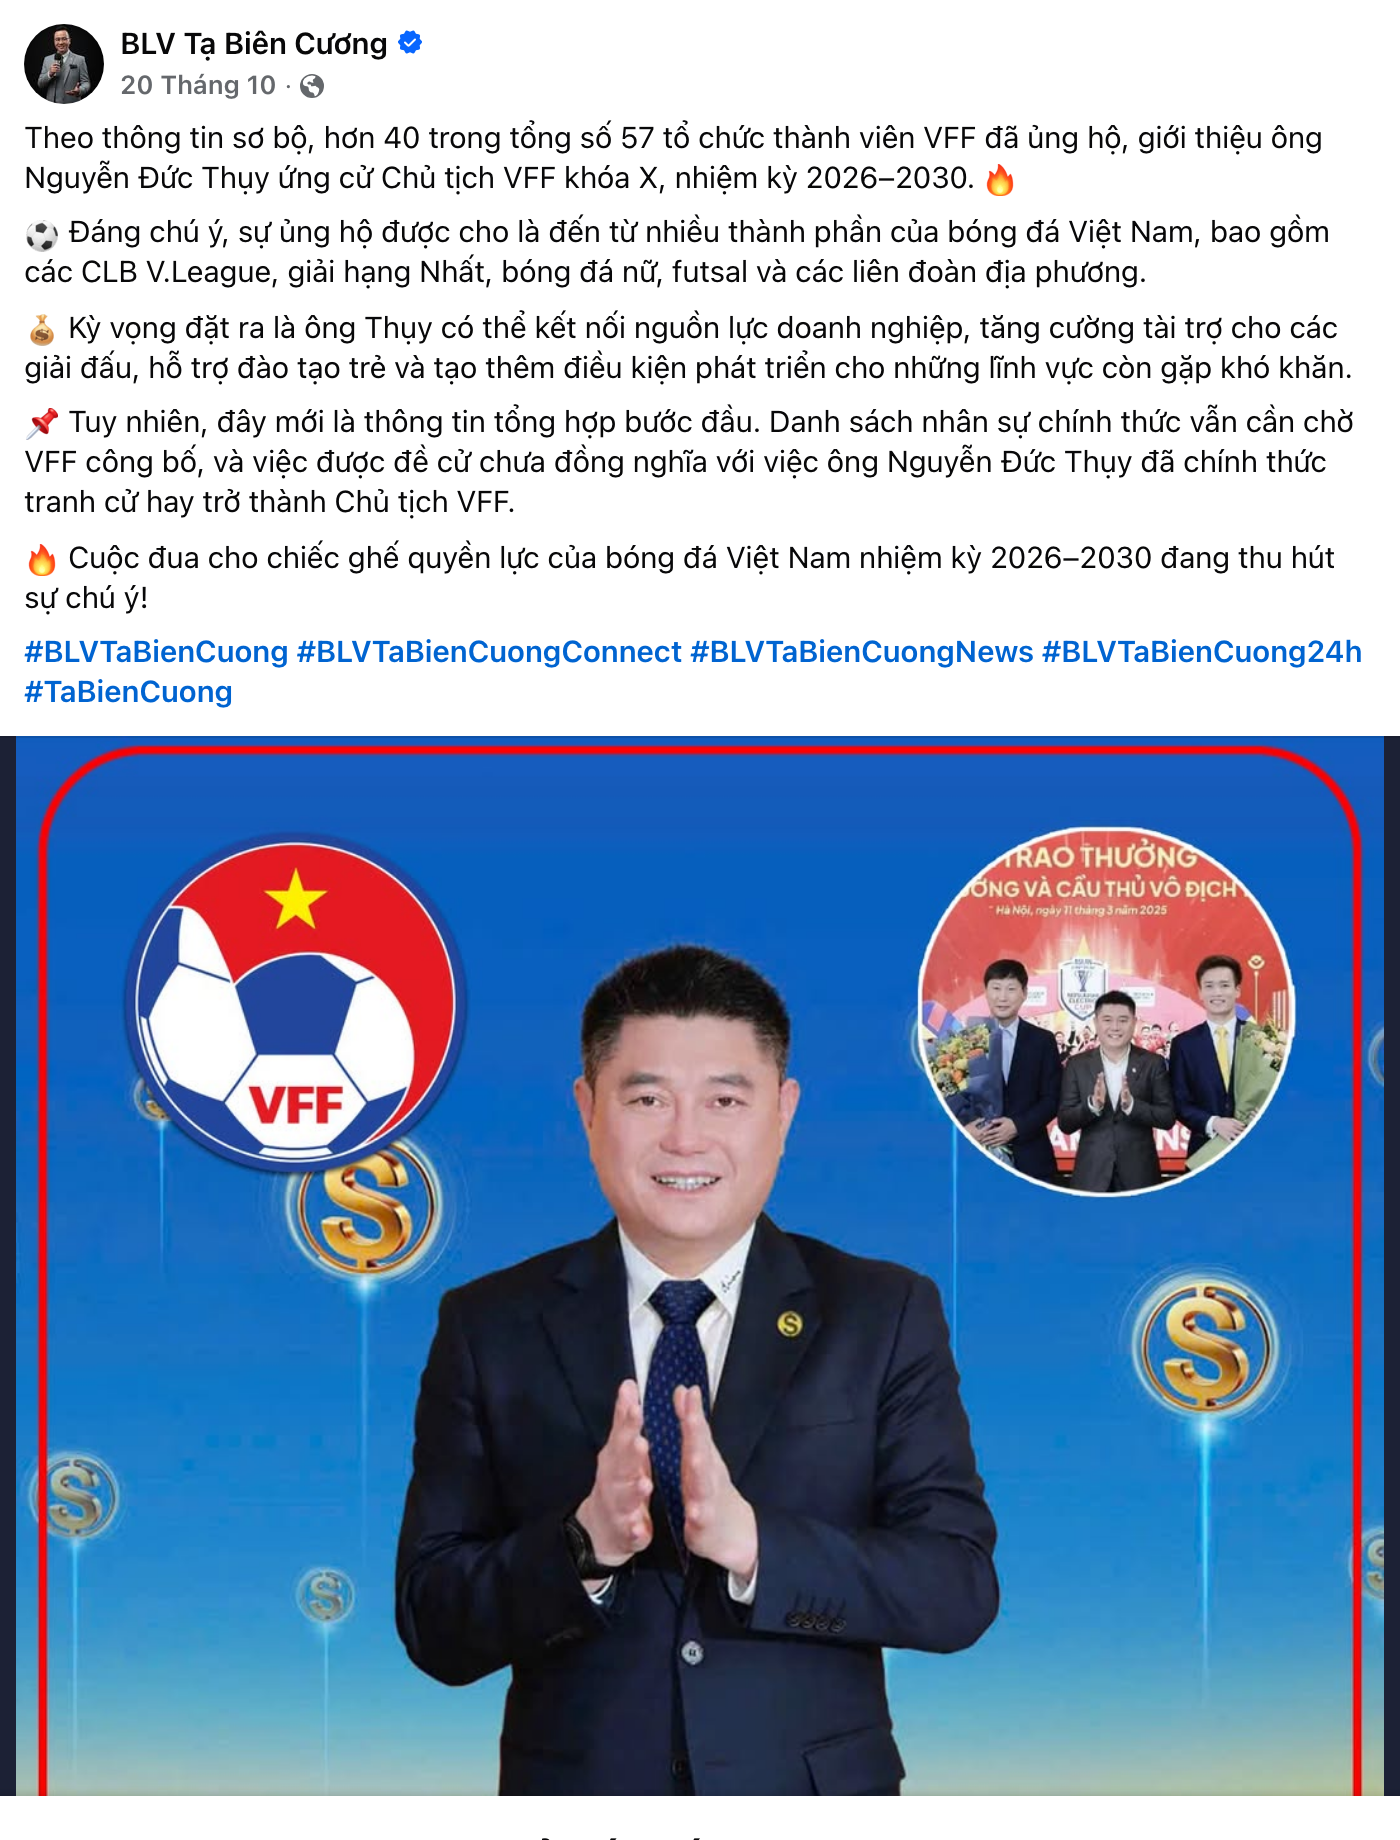 BLV Tạ Biên Cương
20 Tháng 10 ·
Theo thông tin sơ bộ, hơn 40 trong tổng số 57 tổ chức thành viên VFF đã ủng hộ, giới thiệu ông
Nguyễn Đức Thụy ứng cử Chủ tịch VFF khóa X, nhiệm kỳ 2026–2030. 🔥
⚽ Đáng chú ý, sự ủng hộ được cho là đến từ nhiều thành phần của bóng đá Việt Nam, bao gồm
các CLB V.League, giải hạng Nhất, bóng đá nữ, futsal và các liên đoàn địa phương.
💰 Kỳ vọng đặt ra là ông Thụy có thể kết nối nguồn lực doanh nghiệp, tăng cường tài trợ cho các
giải đấu, hỗ trợ đào tạo trẻ và tạo thêm điều kiện phát triển cho những lĩnh vực còn gặp khó khăn.
📌 Tuy nhiên, đây mới là thông tin tổng hợp bước đầu. Danh sách nhân sự chính thức vẫn cần chờ
VFF công bố, và việc được đề cử chưa đồng nghĩa với việc ông Nguyễn Đức Thụy đã chính thức
tranh cử hay trở thành Chủ tịch VFF.
🔥 Cuộc đua cho chiếc ghế quyền lực của bóng đá Việt Nam nhiệm kỳ 2026–2030 đang thu hút
sự chú ý!
#BLVTaBienCuong #BLVTaBienCuongConnect #BLVTaBienCuongNews #BLVTaBienCuong24h
#TaBienCuong
VFF
TRAO THƯỞNG
ỞNG VÀ CẦU THỦ VÔ ĐỊCH
Hà Nội, ngày 11 tháng 3 năm 2025